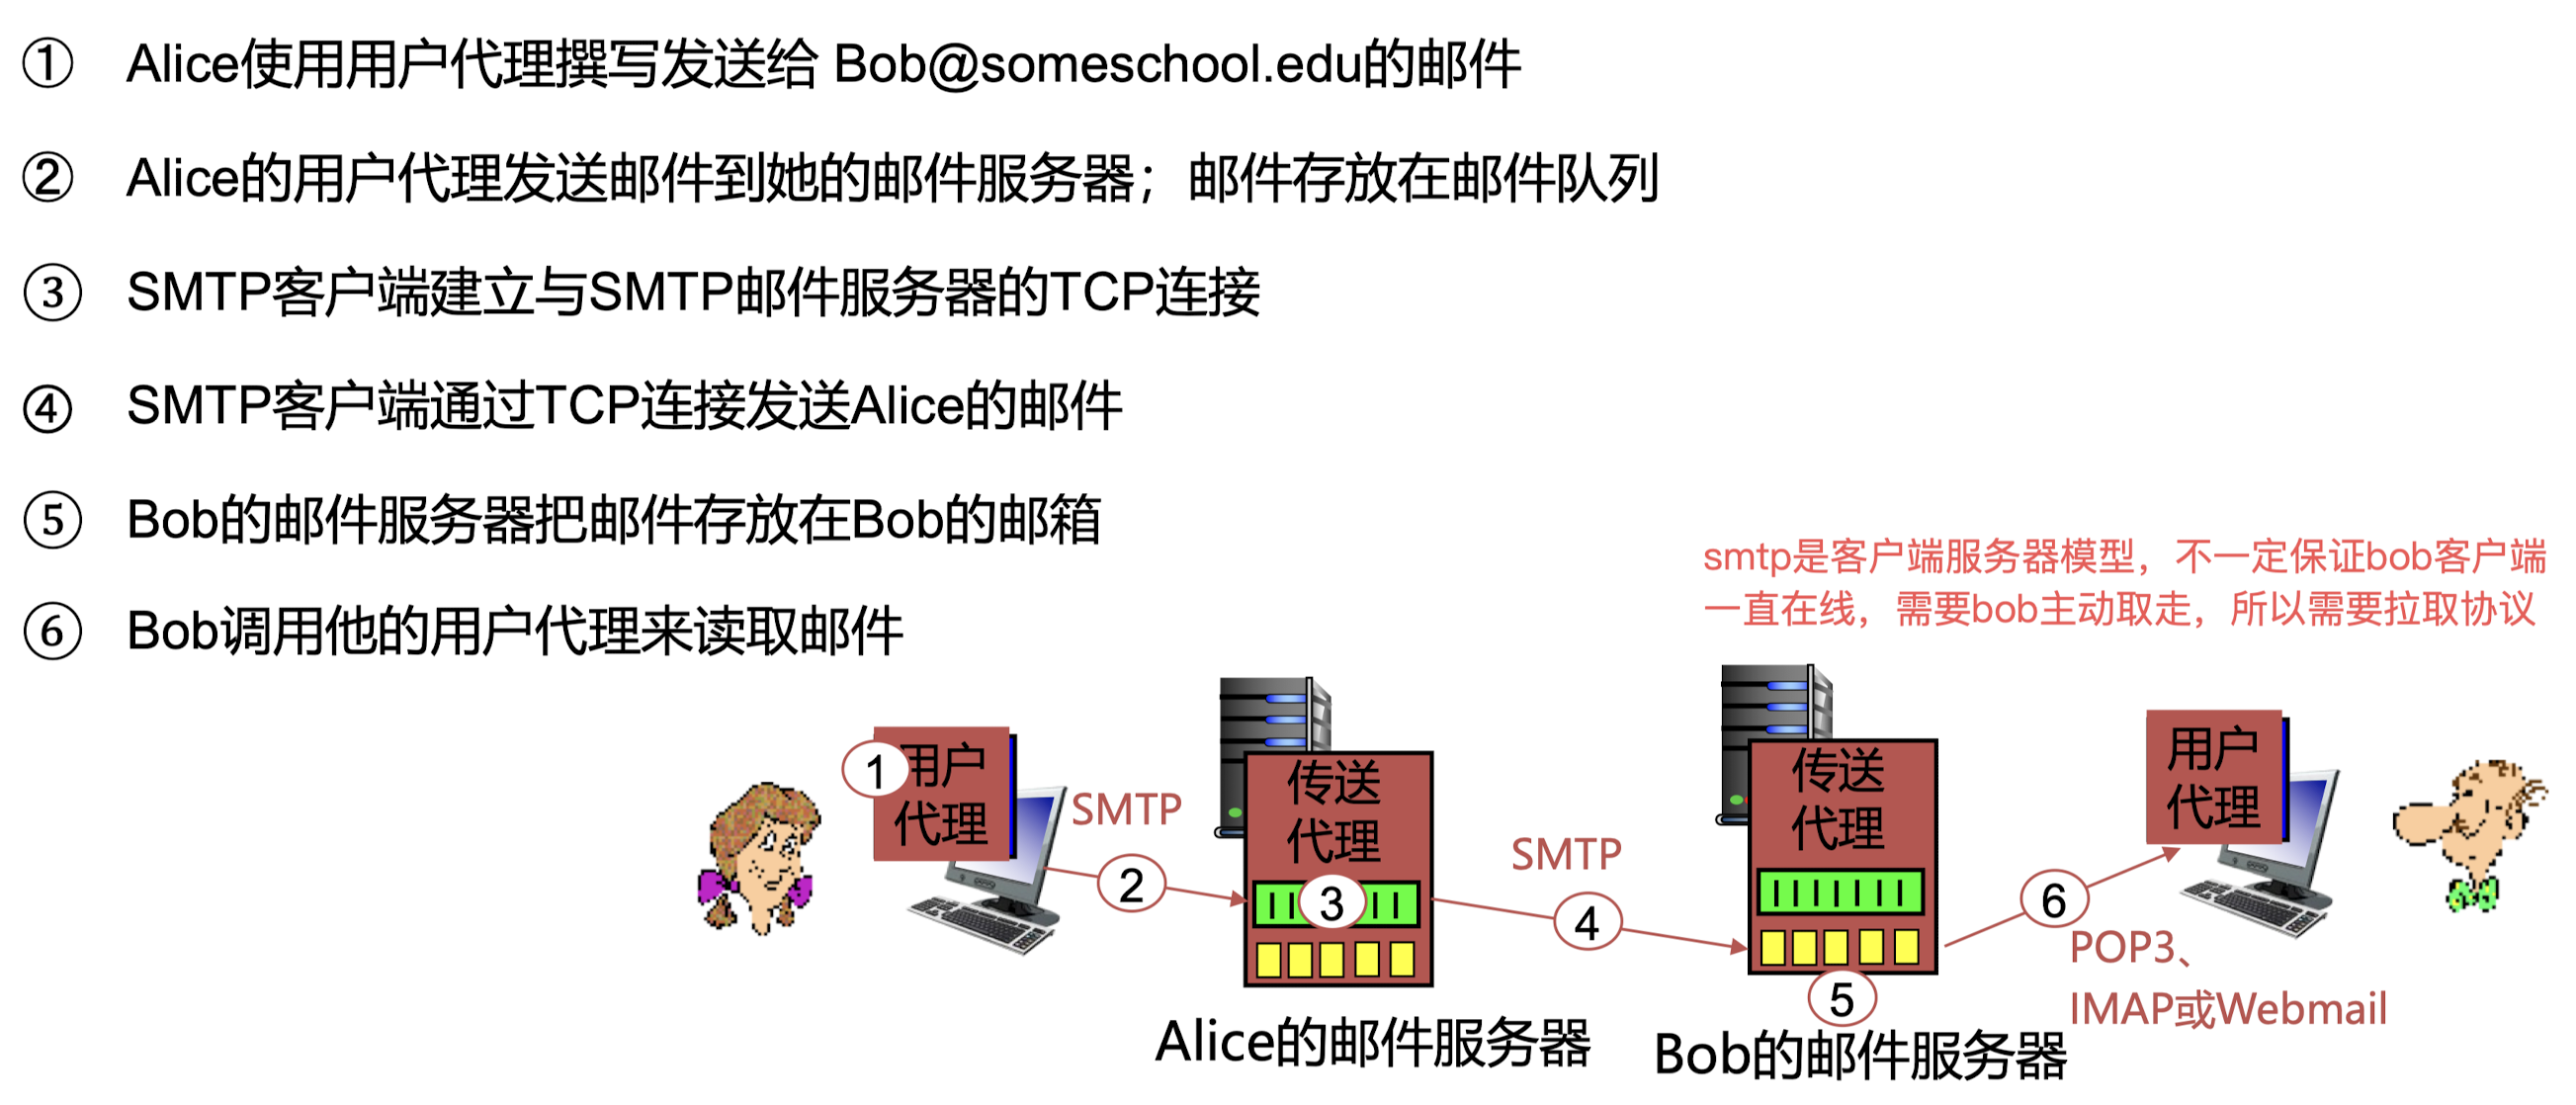 ① Alice使用用户代理撰写发送给 Bob@someschool.edu的邮件
② Alice的用户代理发送邮件到她的邮件服务器；邮件存放在邮件队列
③ SMTP客户端建立与SMTP邮件服务器的TCP连接
④ SMTP客户端通过TCP连接发送Alice的邮件
⑤ Bob的邮件服务器把邮件存放在Bob的邮箱
⑥ Bob调用他的用户代理来读取邮件
smtp是客户端服务器模型，不一定保证bob客户端
一直在线，需要bob主动取走，所以需要拉取协议
1
用户
代理
SMTP
2
传送
代理
3
Alice的邮件服务器
SMTP
4
传送
代理
5
Bob的邮件服务器
6
POP3、
IMAP或Webmail
用户
代理